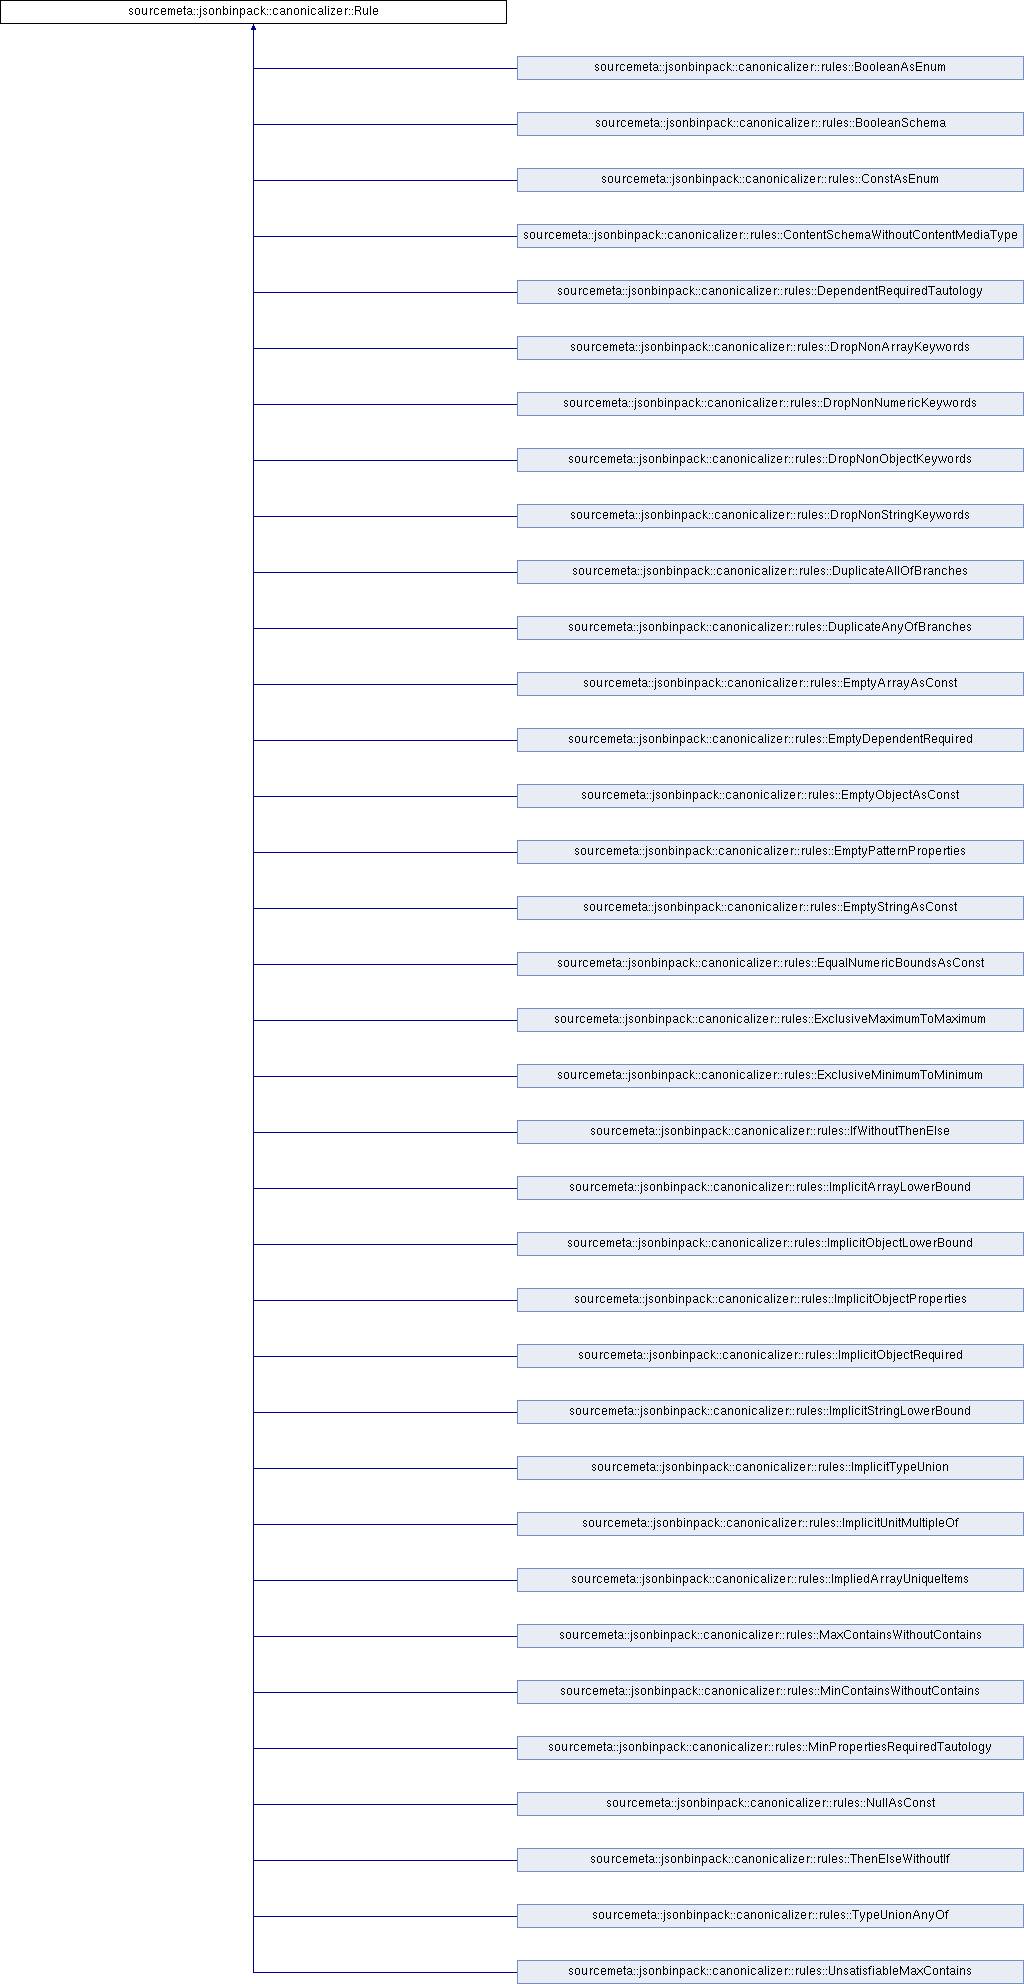 sourcemeta::jsonbinpack::canonicalizer::Rule
sourcemeta::jsonbinpack::canonicalizer::rules::BooleanAsEnum
sourcemeta::jsonbinpack::canonicalizer::rules::BooleanSchema
sourcemeta::jsonbinpack::canonicalizer::rules::ConstAsEnum
sourcemeta::jsonbinpack::canonicalizer::rules::ContentSchemaWithoutContentMediaType
sourcemeta::jsonbinpack::canonicalizer::rules::DependentRequiredTautology
sourcemeta::jsonbinpack::canonicalizer::rules::DropNonArrayKeywords
sourcemeta::jsonbinpack::canonicalizer::rules::DropNonNumericKeywords
sourcemeta::jsonbinpack::canonicalizer::rules::DropNonObjectKeywords
sourcemeta::jsonbinpack::canonicalizer::rules::DropNonStringKeywords
sourcemeta::jsonbinpack::canonicalizer::rules::DuplicateAllOfBranches
sourcemeta::jsonbinpack::canonicalizer::rules::DuplicateAnyOfBranches
sourcemeta::jsonbinpack::canonicalizer::rules::EmptyArrayAsConst
sourcemeta::jsonbinpack::canonicalizer::rules::EmptyDependentRequired
sourcemeta::jsonbinpack::canonicalizer::rules::EmptyObjectAsConst
sourcemeta::jsonbinpack::canonicalizer::rules::EmptyPatternProperties
sourcemeta::jsonbinpack::canonicalizer::rules::EmptyStringAsConst
sourcemeta::jsonbinpack::canonicalizer::rules::EqualNumericBoundsAsConst
sourcemeta::jsonbinpack::canonicalizer::rules::ExclusiveMaximumToMaximum
sourcemeta::jsonbinpack::canonicalizer::rules::ExclusiveMinimumToMinimum
sourcemeta::jsonbinpack::canonicalizer::rules::IfWithoutThenElse
sourcemeta::jsonbinpack::canonicalizer::rules::ImplicitArrayLowerBound
sourcemeta::jsonbinpack::canonicalizer::rules::ImplicitObjectLowerBound
sourcemeta::jsonbinpack::canonicalizer::rules::ImplicitObjectProperties
sourcemeta::jsonbinpack::canonicalizer::rules::ImplicitObjectRequired
sourcemeta::jsonbinpack::canonicalizer::rules::ImplicitStringLowerBound
sourcemeta::jsonbinpack::canonicalizer::rules::ImplicitTypeUnion
sourcemeta::jsonbinpack::canonicalizer::rules::ImplicitUnitMultipleOf
sourcemeta::jsonbinpack::canonicalizer::rules::ImpliedArrayUniqueItems
sourcemeta::jsonbinpack::canonicalizer::rules::MaxContainsWithoutContains
sourcemeta::jsonbinpack::canonicalizer::rules::MinContainsWithoutContains
sourcemeta::jsonbinpack::canonicalizer::rules::MinPropertiesRequiredTautology
sourcemeta::jsonbinpack::canonicalizer::rules::NullAsConst
sourcemeta::jsonbinpack::canonicalizer::rules::ThenElseWithoutIf
sourcemeta::jsonbinpack::canonicalizer::rules::TypeUnionAnyOf
sourcemeta::jsonbinpack::canonicalizer::rules::UnsatisfiableMaxContains